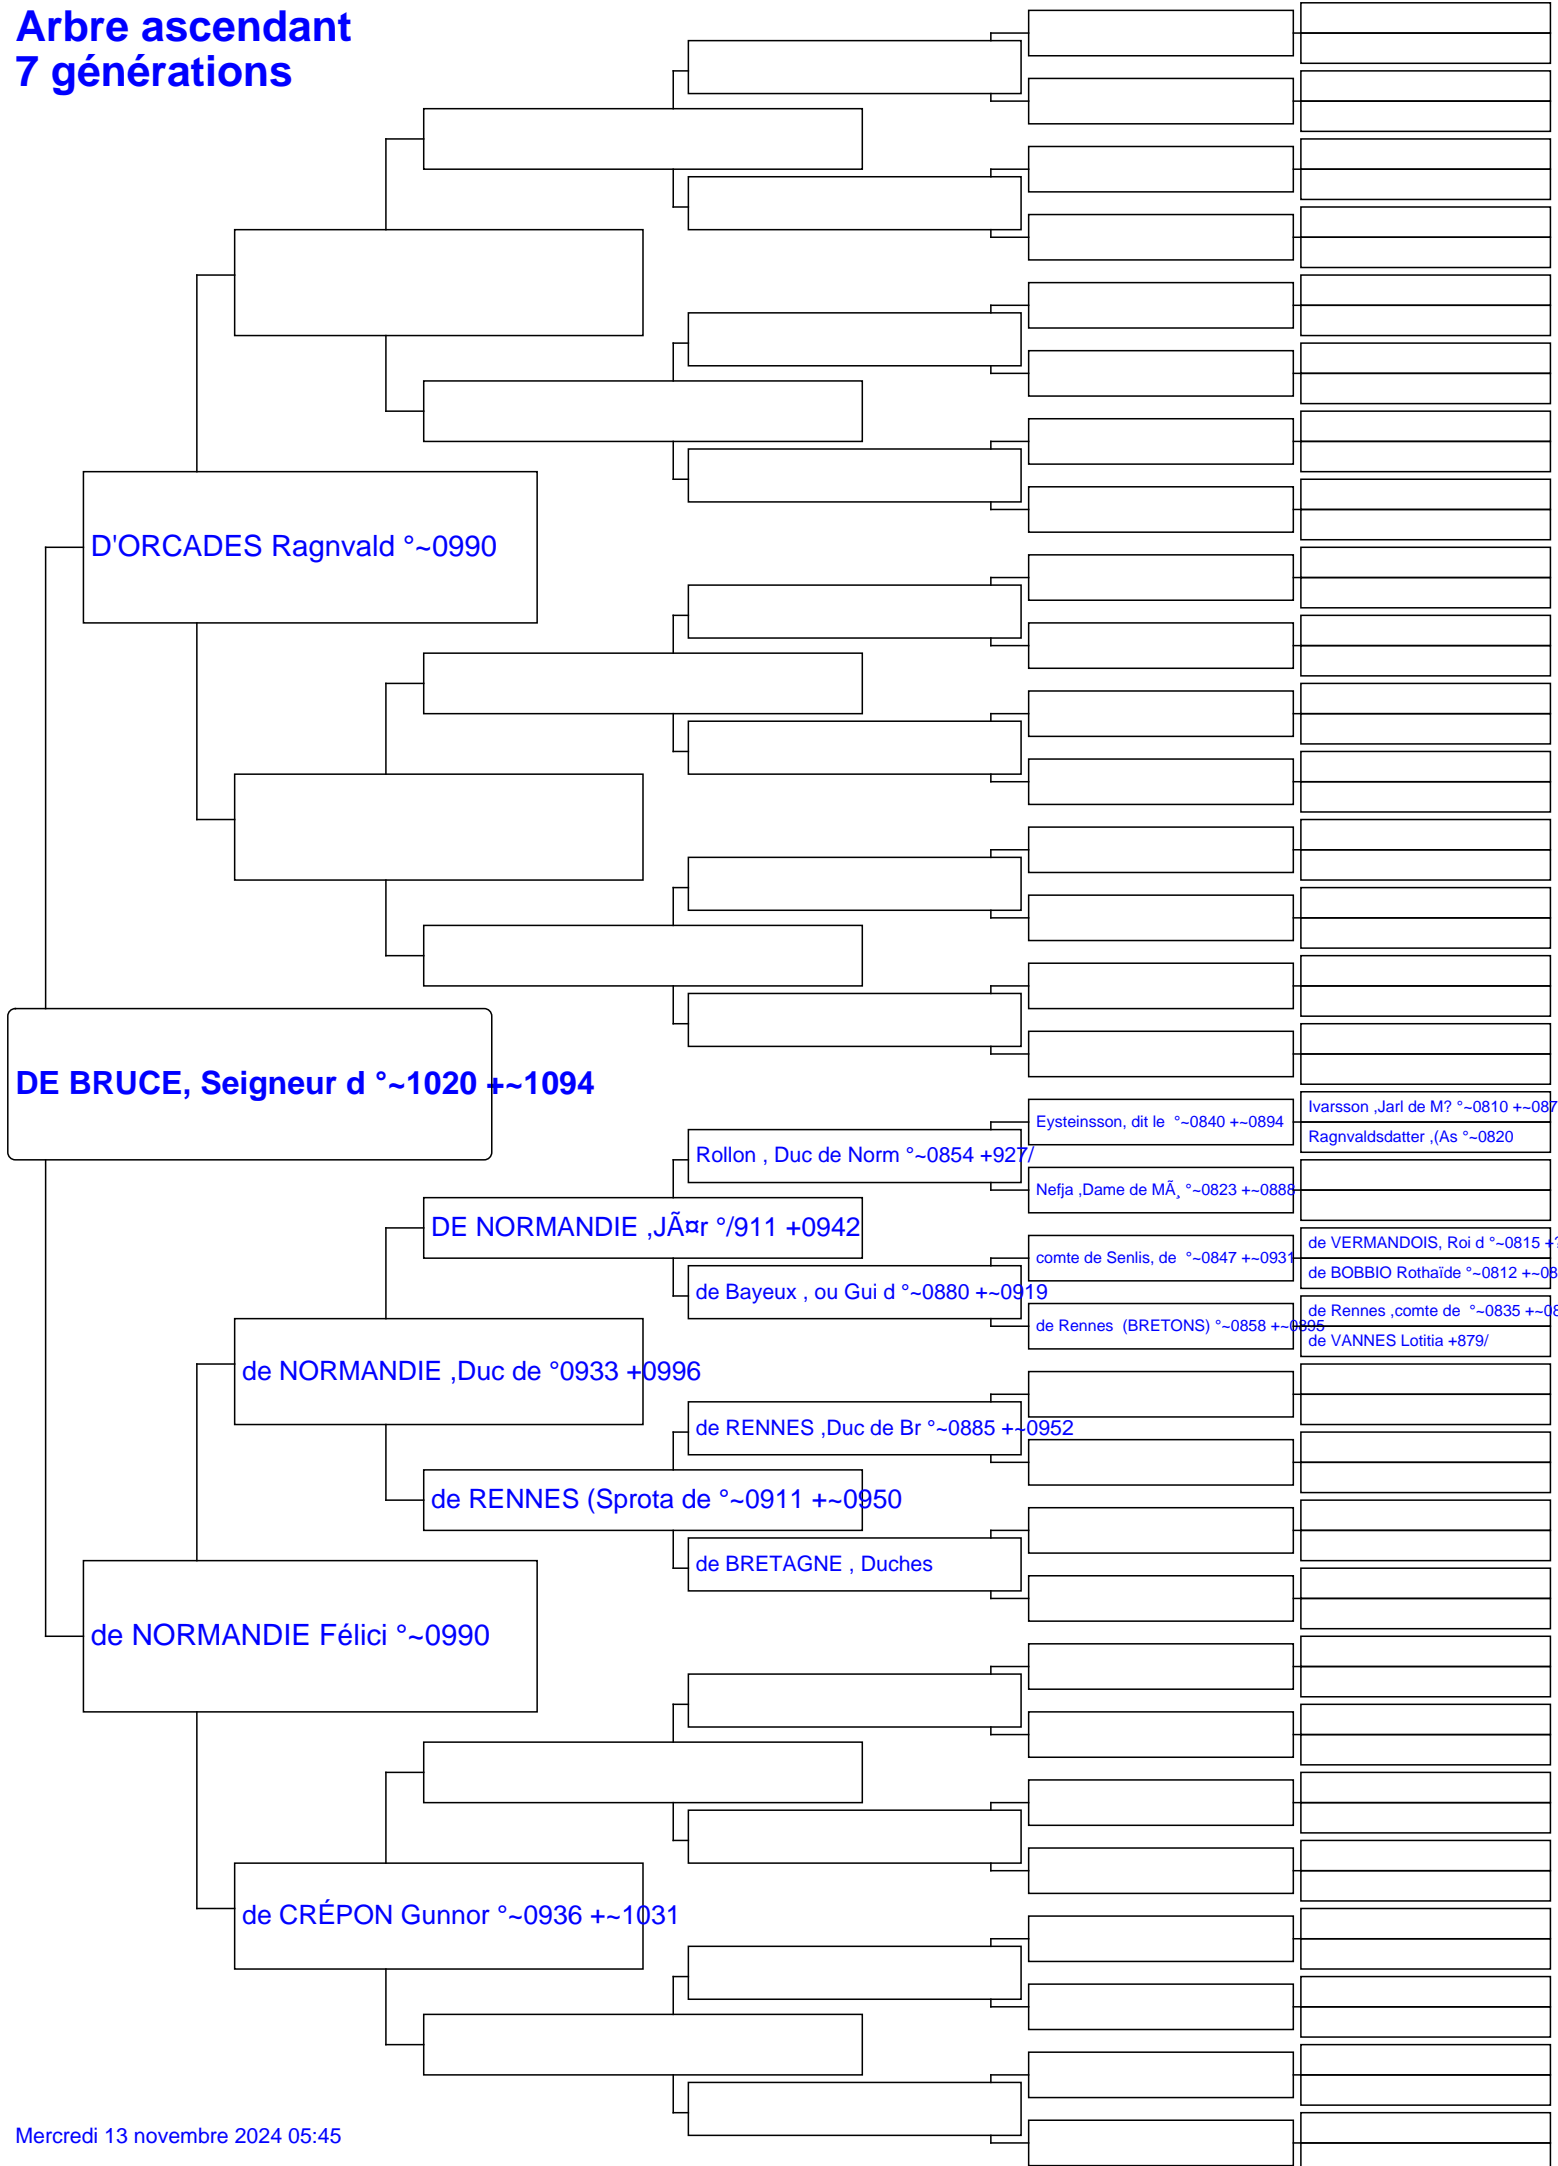 Arbre ascendant
7 générations
D'ORCADES Ragnvald °~0990
DE BRUCE, Seigneur d °~1020 +~1094
Ivarsson ,Jarl de M? °~0810 +~087
Eysteinsson, dit le °~0840 +~0894
Ragnvaldsdatter ,(As °~0820
Rollon , Duc de Norm °~0854 +927/
Nefja ,Dame de MÃ¸ °~0823 +~0888
DE NORMANDIE ,JÃ¤r °/911 +0942
de VERMANDOIS, Roi d °~0815 +?
comte de Senlis, de °~0847 +~0931
de BOBBIO Rothaïde °~0812 +~08
de Bayeux , ou Gui d °~0880 +~0919
de Rennes ,comte de °~0835 +~08
de Rennes (BRETONS) °~0858 +~0895
de VANNES Lotitia +879/
de NORMANDIE ,Duc de °0933 +0996
de RENNES ,Duc de Br °~0885 +~0952
de RENNES (Sprota de °~0911 +~0950
de BRETAGNE , Duches
de NORMANDIE Félici °~0990
de CRÉPON Gunnor °~0936 +~1031
Mercredi 13 novembre 2024 05:45